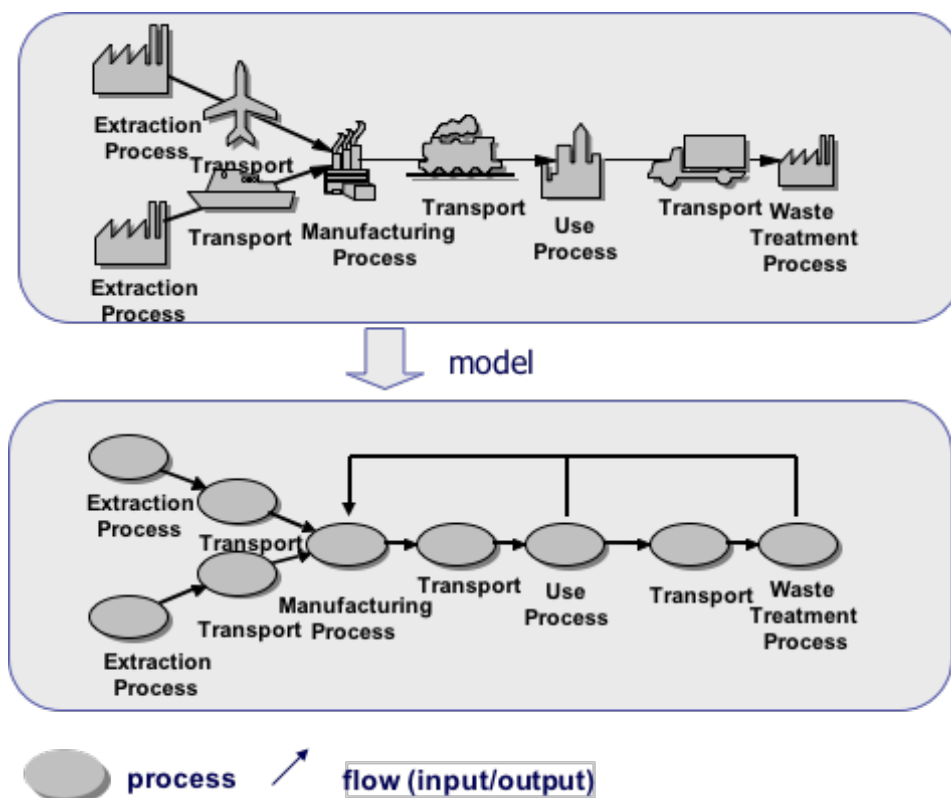 Extraction
Process
Transport
Transport
Extraction
Process
Manufacturing
Process
Transport
Use
Process
Transport
Waste
Treatment
Process
model
Extraction
Process
Transport
Transport
Extraction
Process
Manufacturing
Process
Transport
Use
Process
Transport
Waste
Treatment
Process
process
flow (input/output)